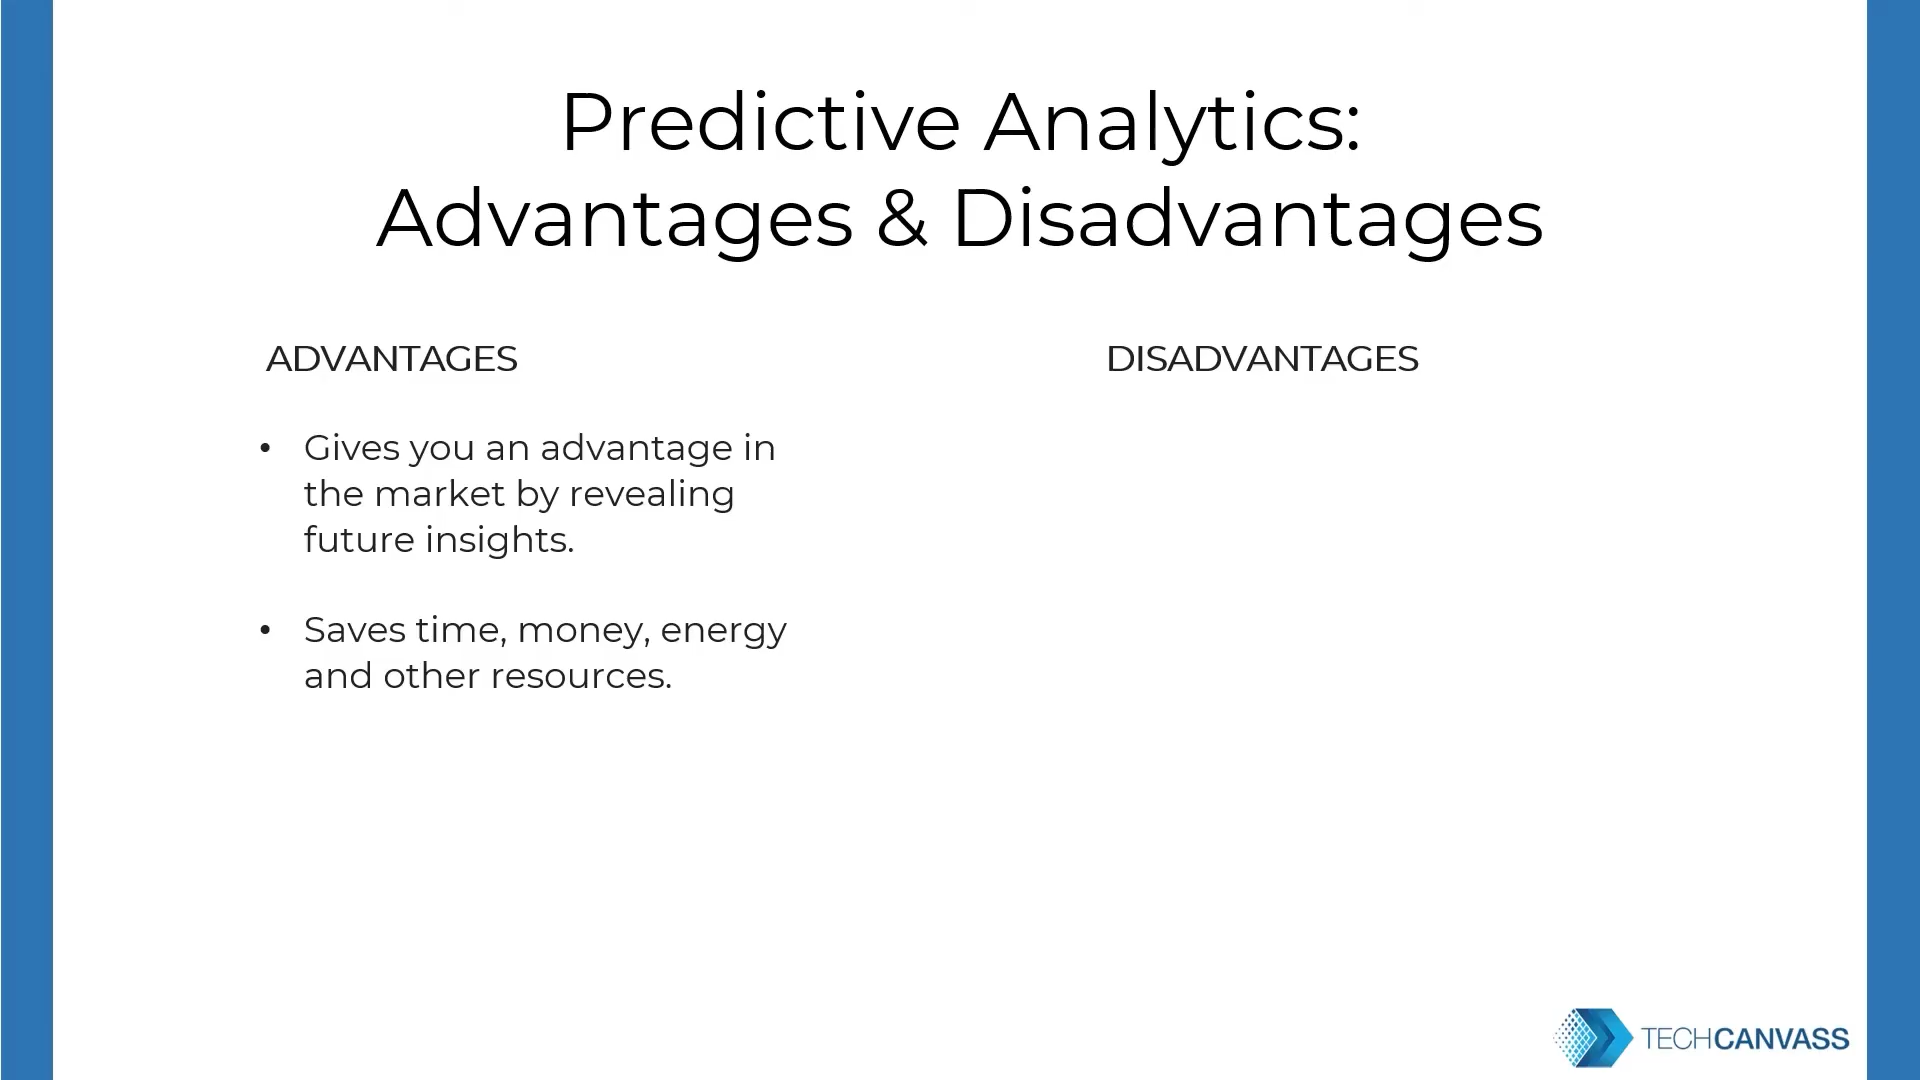 Predictive Analytics:
Advantages & Disadvantages
ADVANTAGES
• Gives you an advantage in
the market by revealing
future insights.
• Saves time, money, energy
and other resources.
DISADVANTAGES
TECHCANVASS